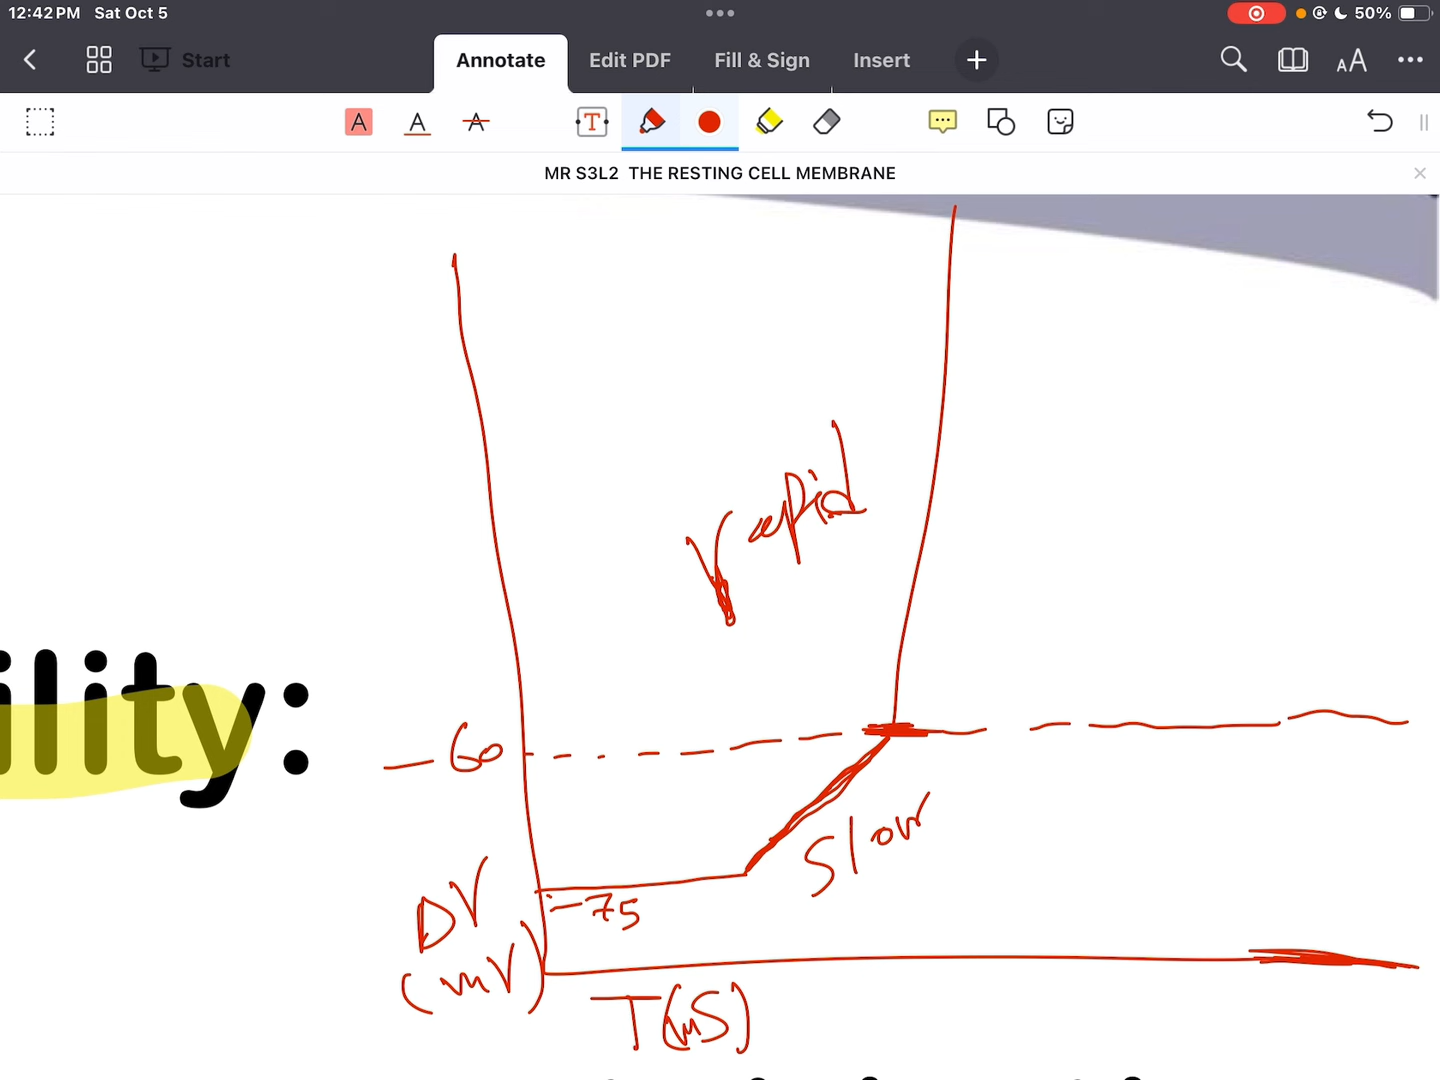 12:42 PM Sat Oct 5
50%
Start
Annotate
Edit PDF
Fill & Sign
Insert
AA
A A A T
MR S3L2 THE RESTING CELL MEMBRANE
rapid
ility:
- 60
slow
- 75
DV
(mV)
T(mS)